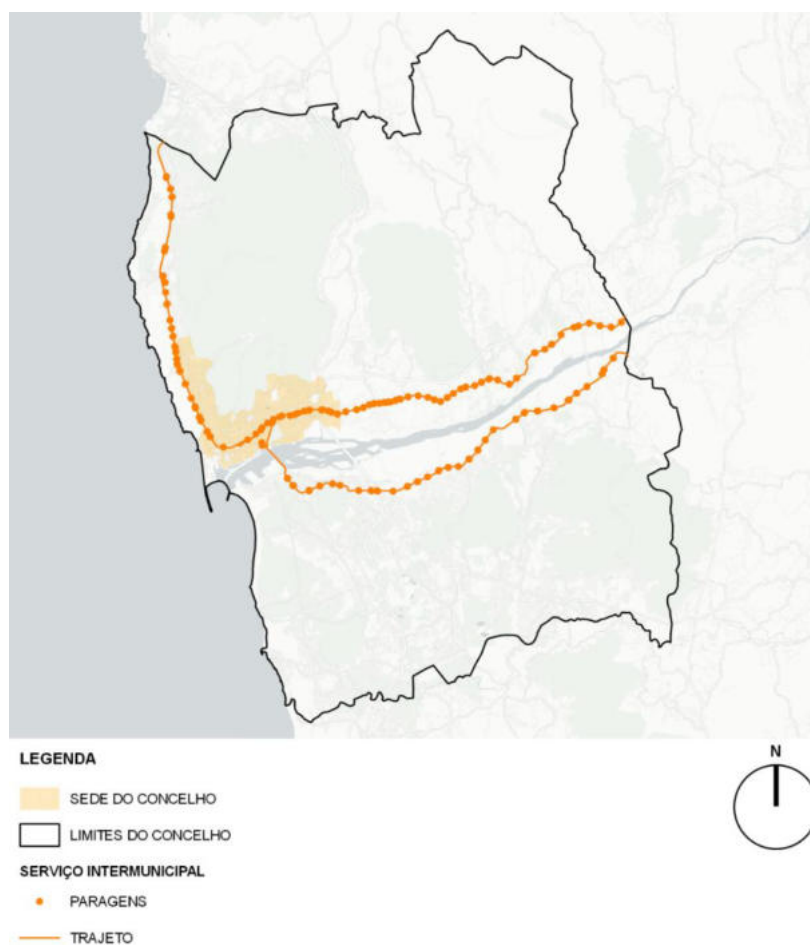 LEGENDA
SEDE DO CONCELHO
LIMITES DO CONCELHO
SERVIÇO INTERMUNICIPAL
PARAGENS
TRAJETO
N